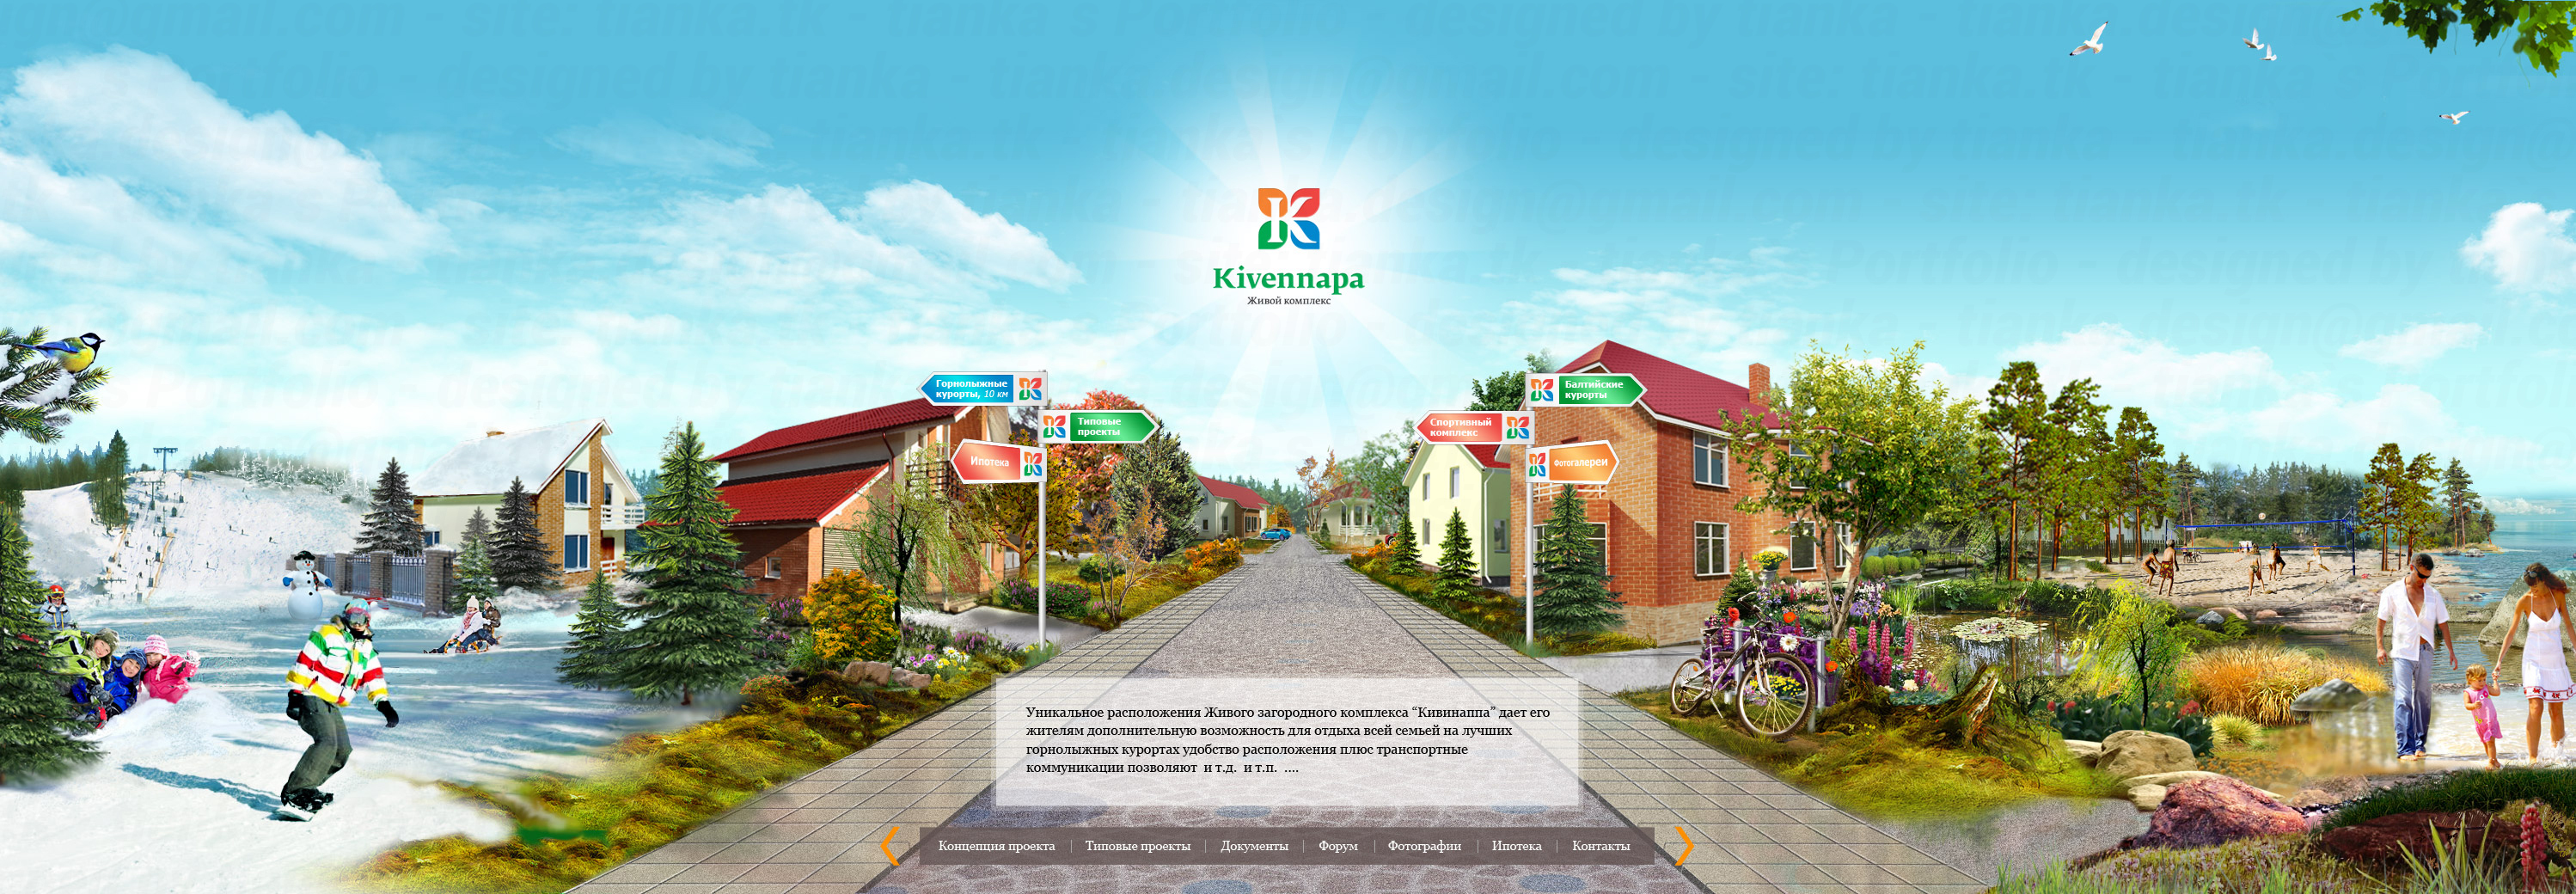 Kivennapa
Живой комплекс
Горнолыжные
курорты, 10 км
Типовые
проекты
Ипотека
Балтийские
курорты
Спортивный
комплекс
Фотогалереи
Уникальное расположения Живого загородного комплекса “Кивинаппа” дает его
жителям дополнительную возможность для отдыха всей семьей на лучших
горнолыжных курортах удобство расположения плюс транспортные
коммуникации позволяют и т.д. и т.п. ....
Концепция проекта | Типовые проекты | Документы | Форум | Фотографии | Ипотека | Контакты